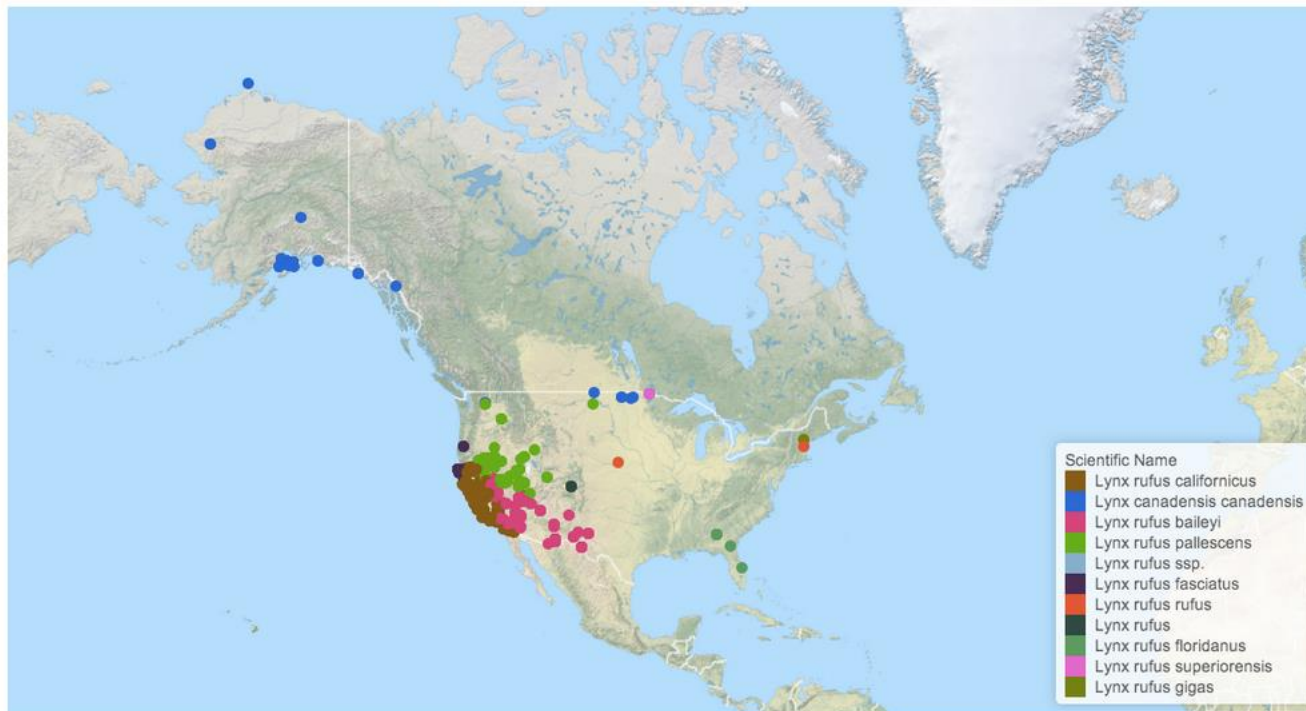 Scientific Name
Lynx rufus californicus
Lynx canadensis canadensis
Lynx rufus baileyi
Lynx rufus pallescens
Lynx rufus ssp.
Lynx rufus fasciatus
Lynx rufus rufus
Lynx rufus
Lynx rufus floridanus
Lynx rufus superiorensis
Lynx rufus gigas